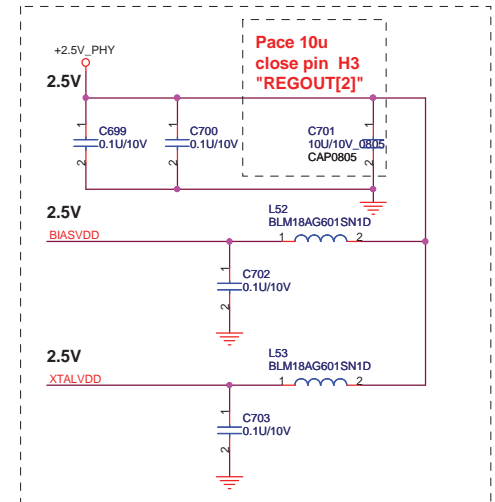 +2.5V_PHY
2.5V
Pace 10u
close pin H3
"REGOUT[2]"
1
C699
0.1U/10V
2
1
C700
0.1U/10V
2
1
C701
10U/10V_0805
CAP0805
2
2.5V
BIASVDD
L52
BLM18AG601SN1D
1 2
1
C702
0.1U/10V
2
2.5V
XTALVDD
L53
BLM18AG601SN1D
1 2
1
C703
0.1U/10V
2